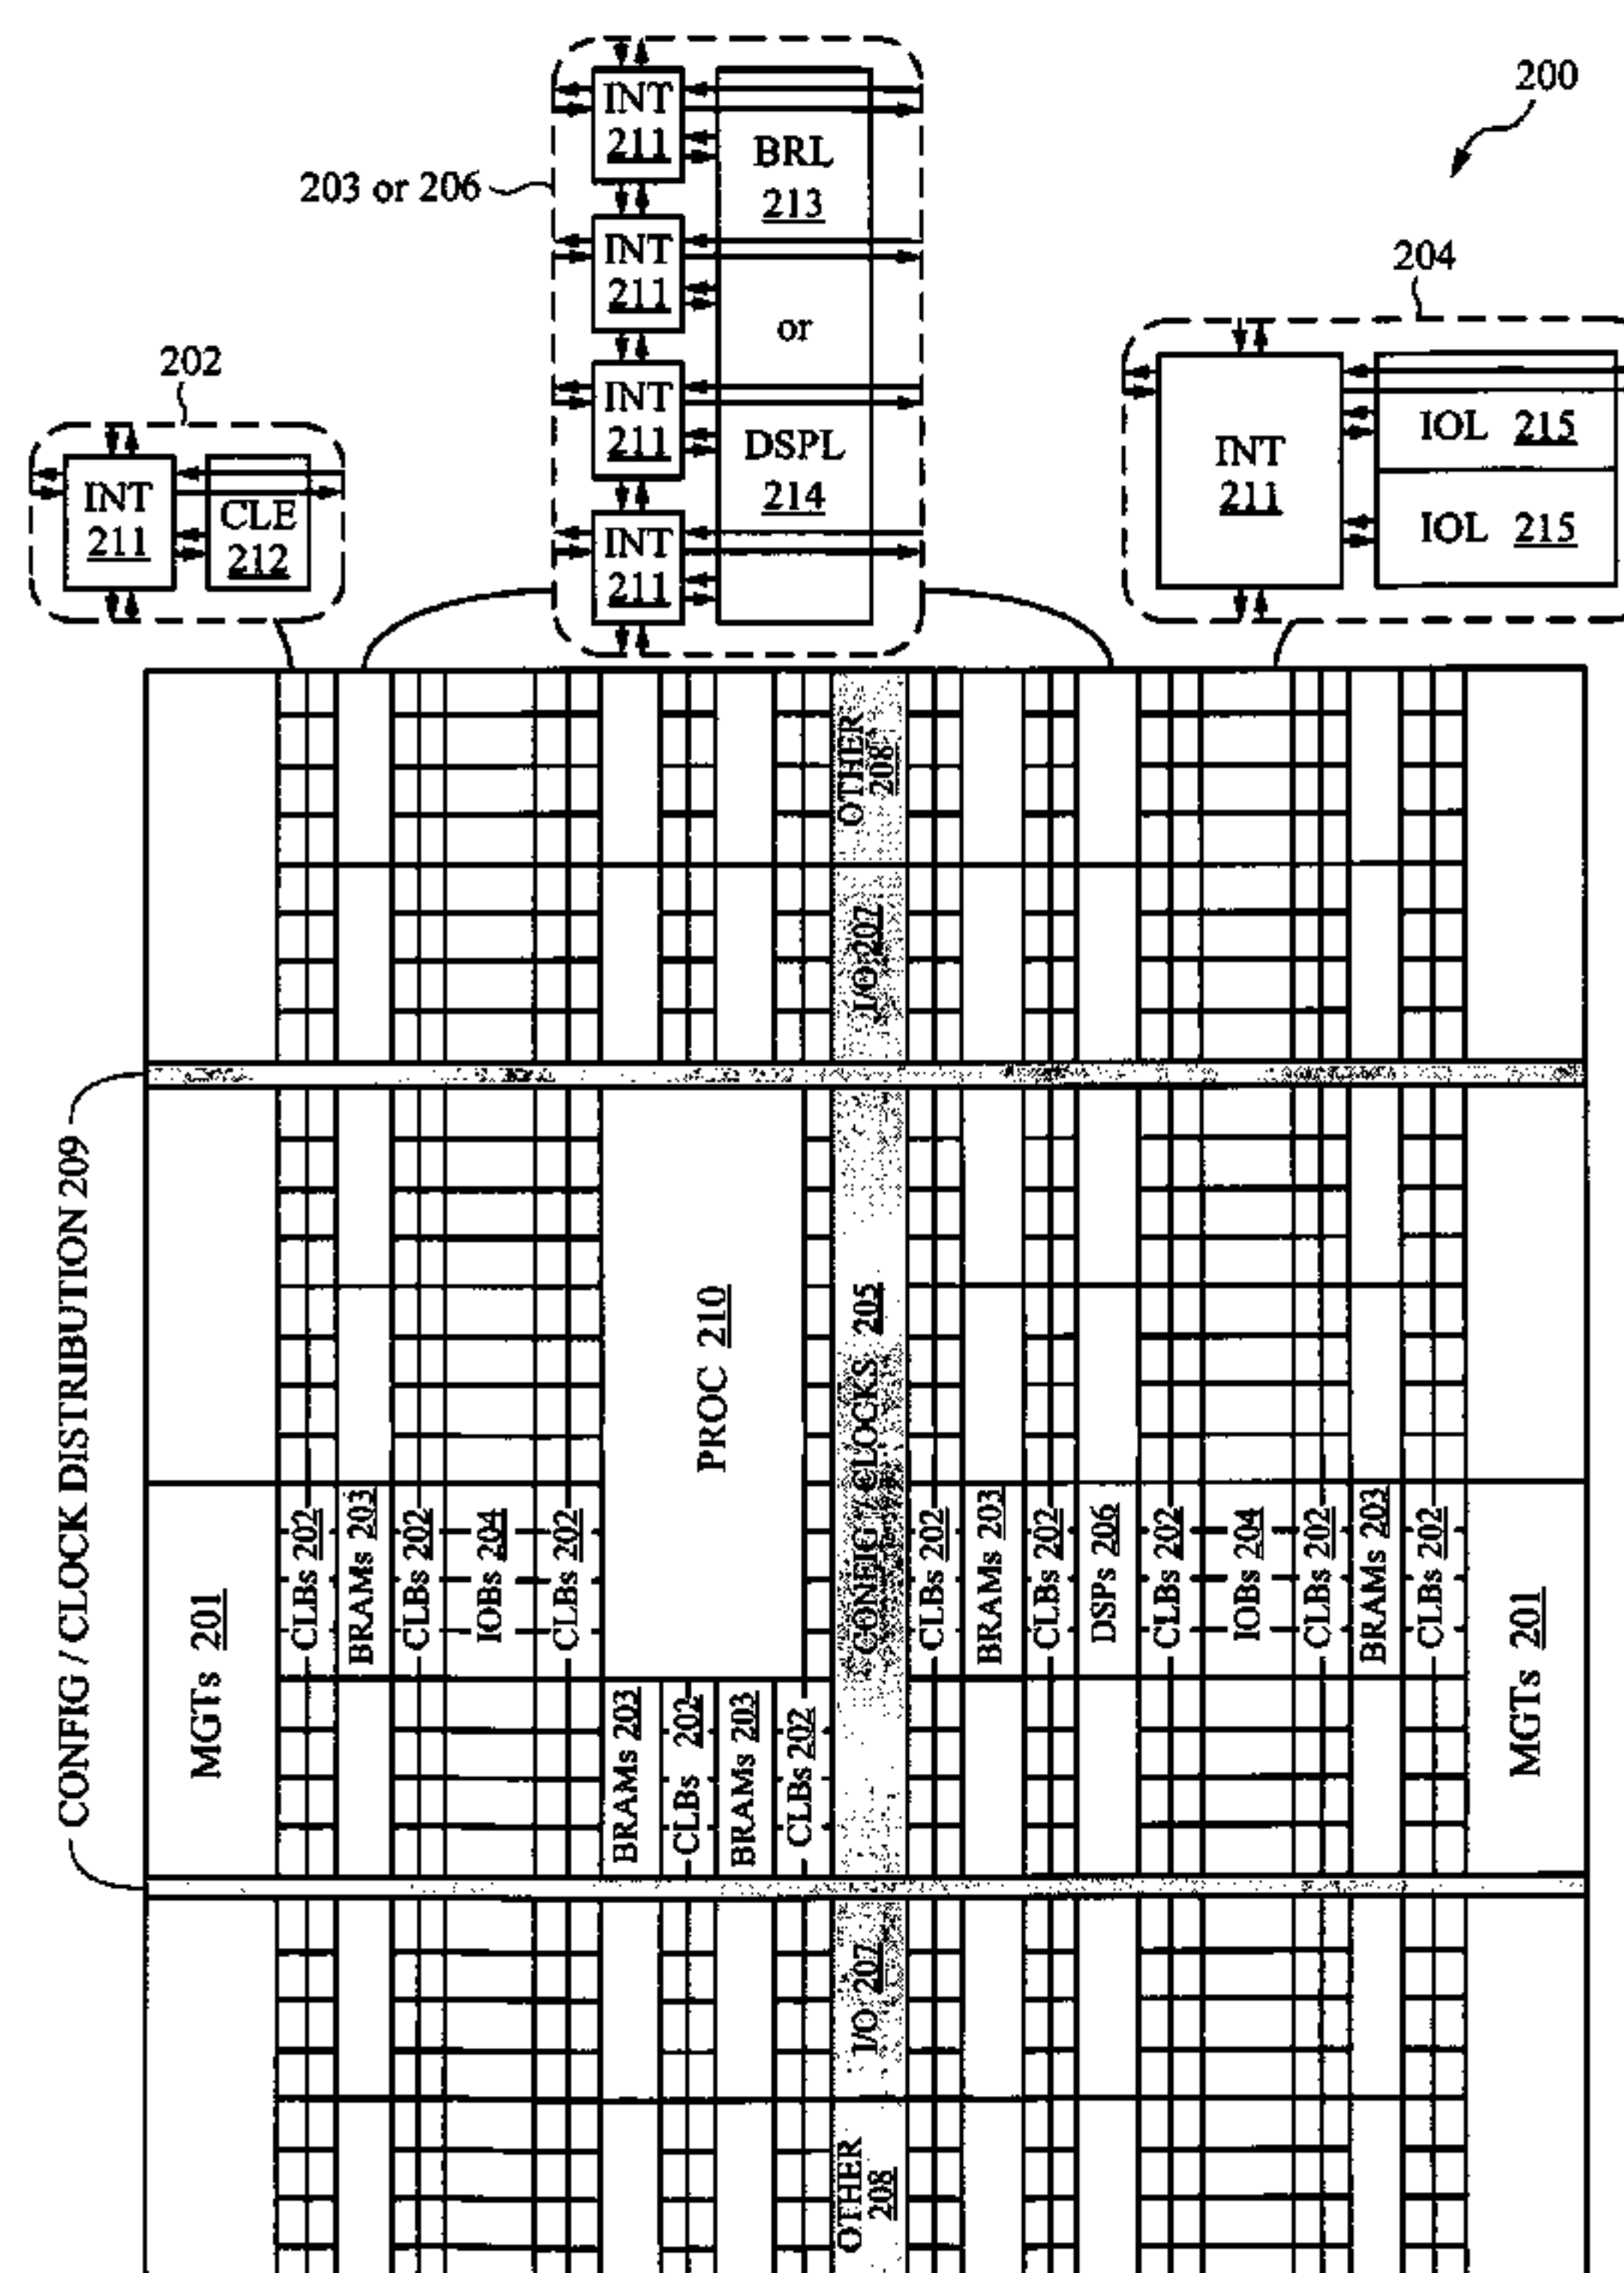 200
203 or 206
INT
211
BRL
213
INT
211
or
INT
211
DSPL
214
INT
211
204
INT
211
IOL 215
IOL 215
202
INT
211
CLE
212
OTHER
208
I/O 207
CONFIG / CLOCK DISTRIBUTION 209
PROC 210
CONFIG / CLOCKS 205
MGTs 201
CLBs 202
BRAMs 203
CLBs 202
IOBs 204
CLBs 202
BRAMs 203
CLBs 202
BRAMs 203
CLBs 202
CLBs 202
BRAMs 203
CLBs 202
DSPs 206
CLBs 202
IOBs 204
CLBs 202
BRAMs 203
CLBs 202
MGTs 201
I/O 207
OTHER
208